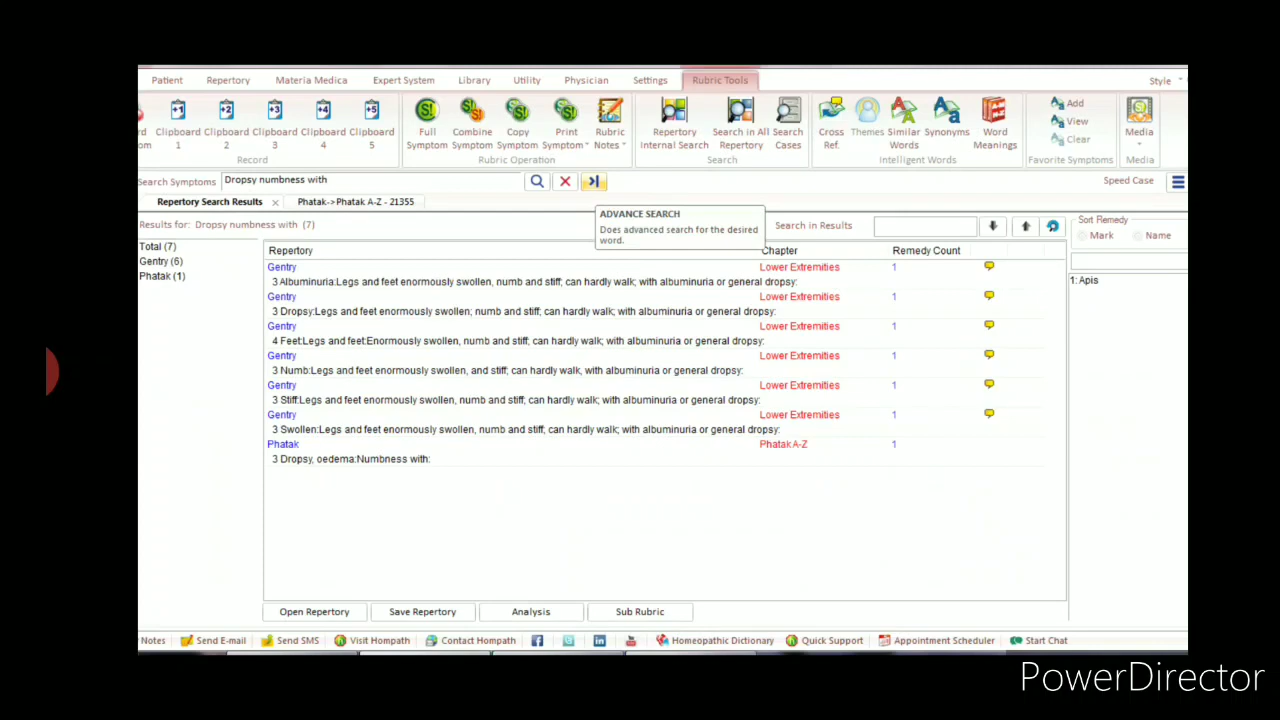 Patient Repertory Materia Medica Expert System Library Utility Physician Settings Rubric Tools Style
+1 +2 +3 +4 +5
Clipboard Clipboard Clipboard Clipboard Clipboard
1 2 3 4 5
Record
Full Symptom Combine Symptom Copy Symptom Print Symptom Rubric Notes
Rubric Operation
Repertory Internal Search Search in All Repertory Search Cases
Search
Cross Ref. Themes Similar Words Synonyms Word Meanings
Intelligent Words
Add
View
Clear
Favorite Symptoms
Media
Media
Search Symptoms Dropsy numbness with Speed Case
Repertory Search Results Phatak->Phatak A-Z - 21355
ADVANCE SEARCH
Does advanced search for the desired
word.
Results for: Dropsy numbness with (7) Search in Results
Sort Remedy
Mark Name
Total (7)
Gentry (6)
Phatak (1)
Repertory Chapter Remedy Count
Gentry Lower Extremities 1
3 Albuminuria:Legs and feet enormously swollen, numb and stiff; can hardly walk; with albuminuria or general dropsy:
Gentry Lower Extremities 1
3 Dropsy:Legs and feet enormously swollen; numb and stiff; can hardly walk; with albuminuria or general dropsy:
Gentry Lower Extremities 1
4 Feet:Legs and feet:Enormously swollen, numb and stiff; can hardly walk; with albuminuria or general dropsy:
Gentry Lower Extremities 1
3 Numb:Legs and feet enormously swollen, and stiff; can hardly walk, with albuminuria or general dropsy:
Gentry Lower Extremities 1
3 Stiff:Legs and feet enormously swollen, numb and stiff; can hardly walk; with albuminuria or general dropsy:
Gentry Lower Extremities 1
3 Swollen:Legs and feet enormously swollen, numb and stiff; can hardly walk; with albuminuria or general dropsy:
Phatak Phatak A-Z 1
3 Dropsy, oedema:Numbness with:
1: Apis
Open Repertory Save Repertory Analysis Sub Rubric
Notes Send E-mail Send SMS Visit Hompath Contact Hompath Homeopathic Dictionary Quick Support Appointment Scheduler Start Chat
PowerDirector